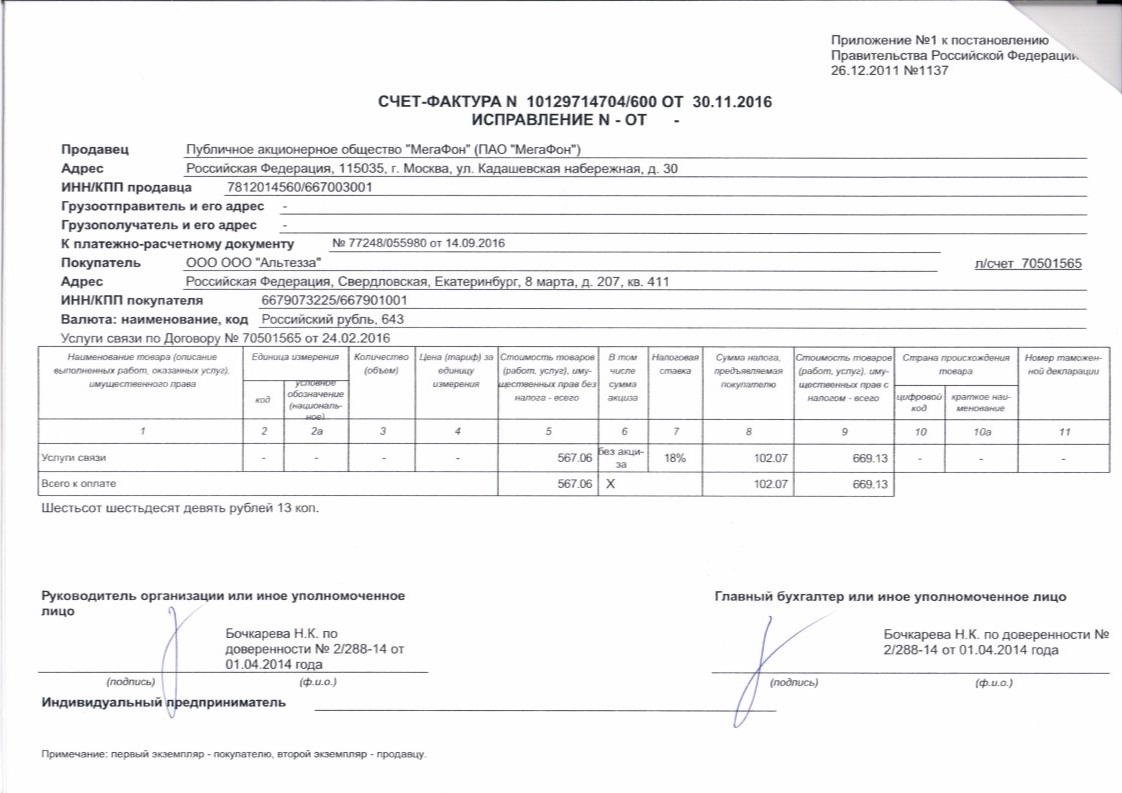 Приложение №1 к постановлению
Правительства Российской Федерации
26.12.2011 №1137
СЧЕТ-ФАКТУРА N 10129714704/600 ОТ 30.11.2016
ИСПРАВЛЕНИЕ N - ОТ -
Продавец Публичное акционерное общество "МегаФон" (ПАО "МегаФон")
Адрес Российская Федерация, 115035, г. Москва, ул. Кадашевская набережная, д. 30
ИНН/КПП продавца 7812014560/667003001
Грузоотправитель и его адрес -
Грузополучатель и его адрес -
К платежно-расчетному документу № 77248/055980 от 14.09.2016
Покупатель ООО ООО "Альтезза" л/счет 70501565
Адрес Российская Федерация, Свердловская, Екатеринбург, 8 марта, д. 207, кв. 411
ИНН/КПП покупателя 6679073225/667901001
Валюта: наименование, код Российский рубль, 643
Услуги связи по Договору № 70501565 от 24.02.2016
Наименование товара (описание
выполненных работ, оказанных услуг),
имущественного права
Единица измерения
код
условное
обозначение
(националь-
ное)
Количество
(объем)
Цена (тариф) за
единицу
измерения
Стоимость товаров
(работ, услуг), иму-
щественных прав без
налога - всего
В том
числе
сумма
акциза
Налоговая
ставка
Сумма налога,
предъявляемая
покупателю
Стоимость товаров
(работ, услуг), иму-
щественных прав с
налогом - всего
Страна происхождения
товара
цифровой
код
краткое наи-
менование
Номер таможен-
ной декларации
1 2 2а 3 4 5 6 7 8 9 10 10а 11
Услуги связи - - - - 567.06 без акци-
за 18% 102.07 669.13 - - -
Всего к оплате 567.06 X 102.07 669.13
Шестьсот шестьдесят девять рублей 13 коп.
Руководитель организации или иное уполномоченное
лицо
Бочкарева Н.К. по
доверенности № 2/288-14 от
01.04.2014 года
(подпись) (ф.и.о.)
Главный бухгалтер или иное уполномоченное лицо
Бочкарева Н.К. по доверенности №
2/288-14 от 01.04.2014 года
(подпись) (ф.и.о.)
Индивидуальный предприниматель
Примечание: первый экземпляр - покупателю, второй экземпляр - продавцу.